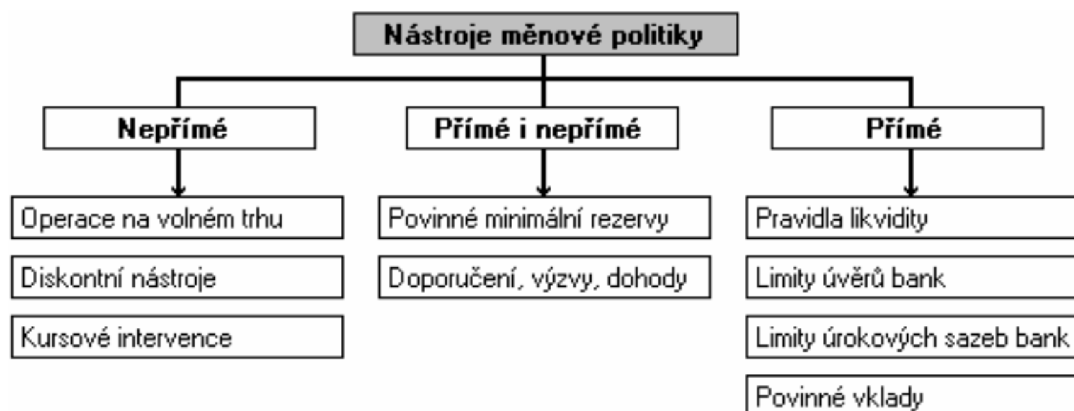 Nástroje měnové politiky
Nepřímé
Přímé i nepřímé
Přímé
Operace na volném trhu
Povinné minimální rezervy
Pravidla likvidity
Diskontní nástroje
Doporučení, výzvy, dohody
Limity úvěrů bank
Kursové intervence
Limity úrokových sazeb bank
Povinné vklady